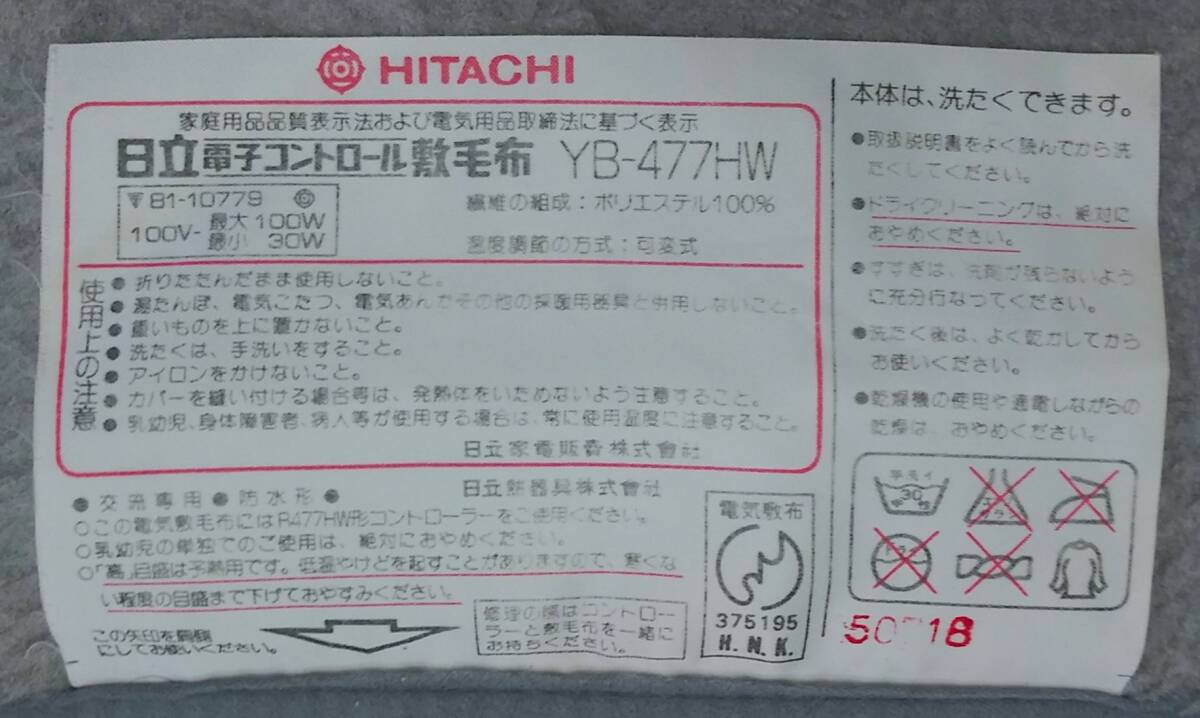 HITACHI
家庭用品品質表示法および電気用品取締法に基づく表示
日立電子コントロール敷毛布 YB-477HW
〒81-10779
100V- 最大 100W
最小 30W
繊維の組成：ポリエステル100%
温度調節の方式：可変式
使用上の注意
●折りたたんだまま使用しないこと。
●湯たんぽ、電気こたつ、電気あんかその他の採暖用器具と併用しないこと。
●重いものを上に置かないこと。
●洗たくは、手洗いをすること。
●アイロンをかけないこと。
●カバーを縫い付ける場合等は、発熱体をいためないよう注意すること。
●乳幼児、身体障害者、病人等が使用する場合は、常に使用温度に注意すること。
日立家電販売株式會社
日立熱器具株式會社
●交流専用●防水形●
○この電気敷毛布にはR477HW形コントローラーをご使用ください。
○乳幼児の単独でのご使用は、絶対におやめください。
○「高」目盛は予熱用です。低温やけどを起すことがありますので、寒くな
い程度の目盛まで下げておやすみください。
この矢印を肩側
にしてお使いください。
修理の際はコントロー
ラーと敷毛布を一緒に
お持ちください。
電気敷布
375195
H.N.K.
本体は、洗たくできます。
●取扱説明書をよく読んでから洗
たくしてください。
●ドライクリーニングは、絶対に
おやめください。
●すすぎは、洗剤が残らないよう
に充分行なってください。
●洗たく後は、よく乾かしてから
お使いください。
●乾燥機の使用や通電しながらの
乾燥は、おやめください。
手モミ
30
中性
エンソ
サラシ
ドライ